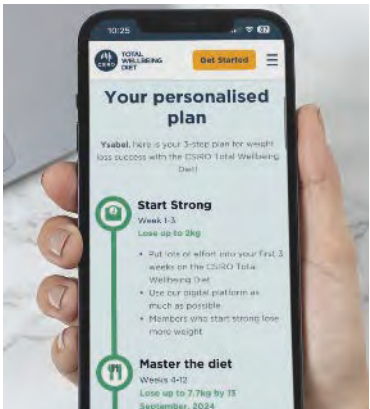 10:25
67
CSIRO
TOTAL
WELLBEING
DIET
Get Started
Your personalised
plan
Ysabel, here is your 3-step plan for weight
loss success with the CSIRO Total Wellbeing
Diet!
Start Strong
Week 1-3
Lose up to 2kg
• Put lots of effort into your first 3
weeks on the CSIRO Total
Wellbeing Diet
• Use our digital platform as
much as possible
• Members who start strong lose
more weight
Master the diet
Weeks 4-12
Lose up to 7.7kg by 13
September, 2024